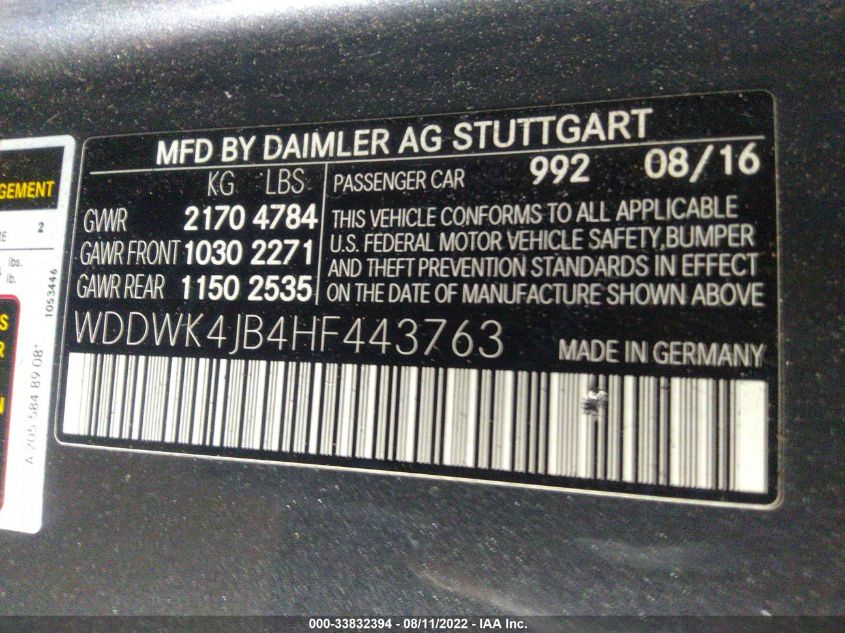 MFD BY DAIMLER AG STUTTGART
KG LBS
GVWR 2170 4784
GAWR FRONT 1030 2271
GAWR REAR 1150 2535
PASSENGER CAR 992 08/16
THIS VEHICLE CONFORMS TO ALL APPLICABLE
U.S. FEDERAL MOTOR VEHICLE SAFETY, BUMPER
AND THEFT PREVENTION STANDARDS IN EFFECT
ON THE DATE OF MANUFACTURE SHOWN ABOVE
WDDWK4JB4HF443763
MADE IN GERMANY
2
lbs.
lb.
1053446
A 205 584 89 08
000-33832394 - 08/11/2022 - IAA Inc.